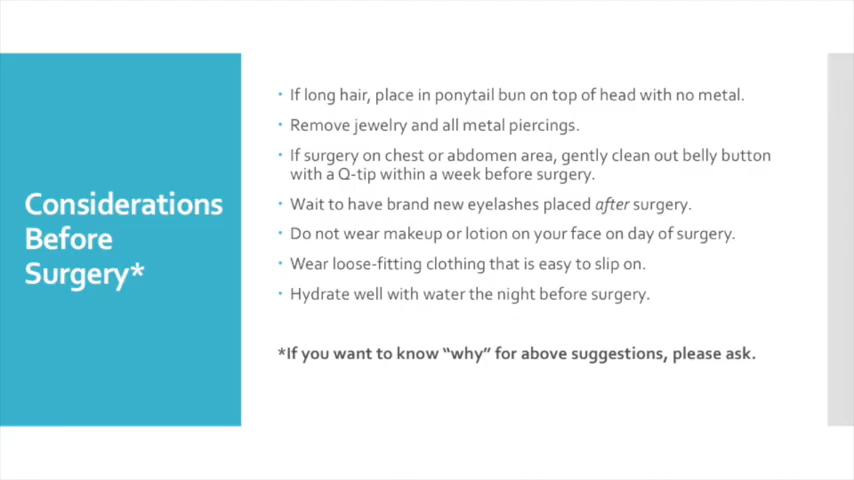 Considerations
Before
Surgery*
• If long hair, place in ponytail bun on top of head with no metal.
• Remove jewelry and all metal piercings.
• If surgery on chest or abdomen area, gently clean out belly button
with a Q-tip within a week before surgery.
• Wait to have brand new eyelashes placed after surgery.
• Do not wear makeup or lotion on your face on day of surgery.
• Wear loose-fitting clothing that is easy to slip on.
• Hydrate well with water the night before surgery.
*If you want to know “why” for above suggestions, please ask.